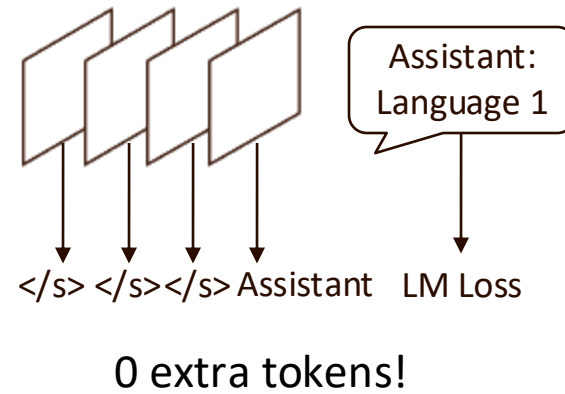 Assistant:
Language 1
</s> </s></s> Assistant LM Loss
0 extra tokens!